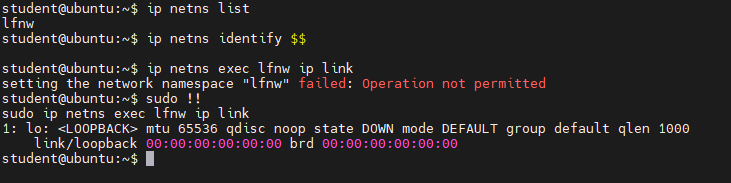 student@ubuntu:~$ ip netns list
lfnw
student@ubuntu:~$ ip netns identify $$

student@ubuntu:~$ ip netns exec lfnw ip link
setting the network namespace "lfnw" failed: Operation not permitted
student@ubuntu:~$ sudo !!
sudo ip netns exec lfnw ip link
1: lo: <LOOPBACK> mtu 65536 qdisc noop state DOWN mode DEFAULT group default qlen 1000
    link/loopback 00:00:00:00:00:00 brd 00:00:00:00:00:00
student@ubuntu:~$